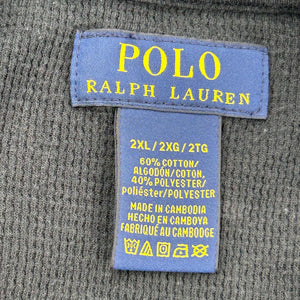 POLO
RALPH LAUREN
2XL / 2XG / 2TG
60% COTTON/
ALGODÓN/COTON,
40% POLYESTER/
poliéster/POLYESTER
MADE IN CAMBODIA
HECHO EN CAMBOYA
FABRIQUÉ AU CAMBODGE